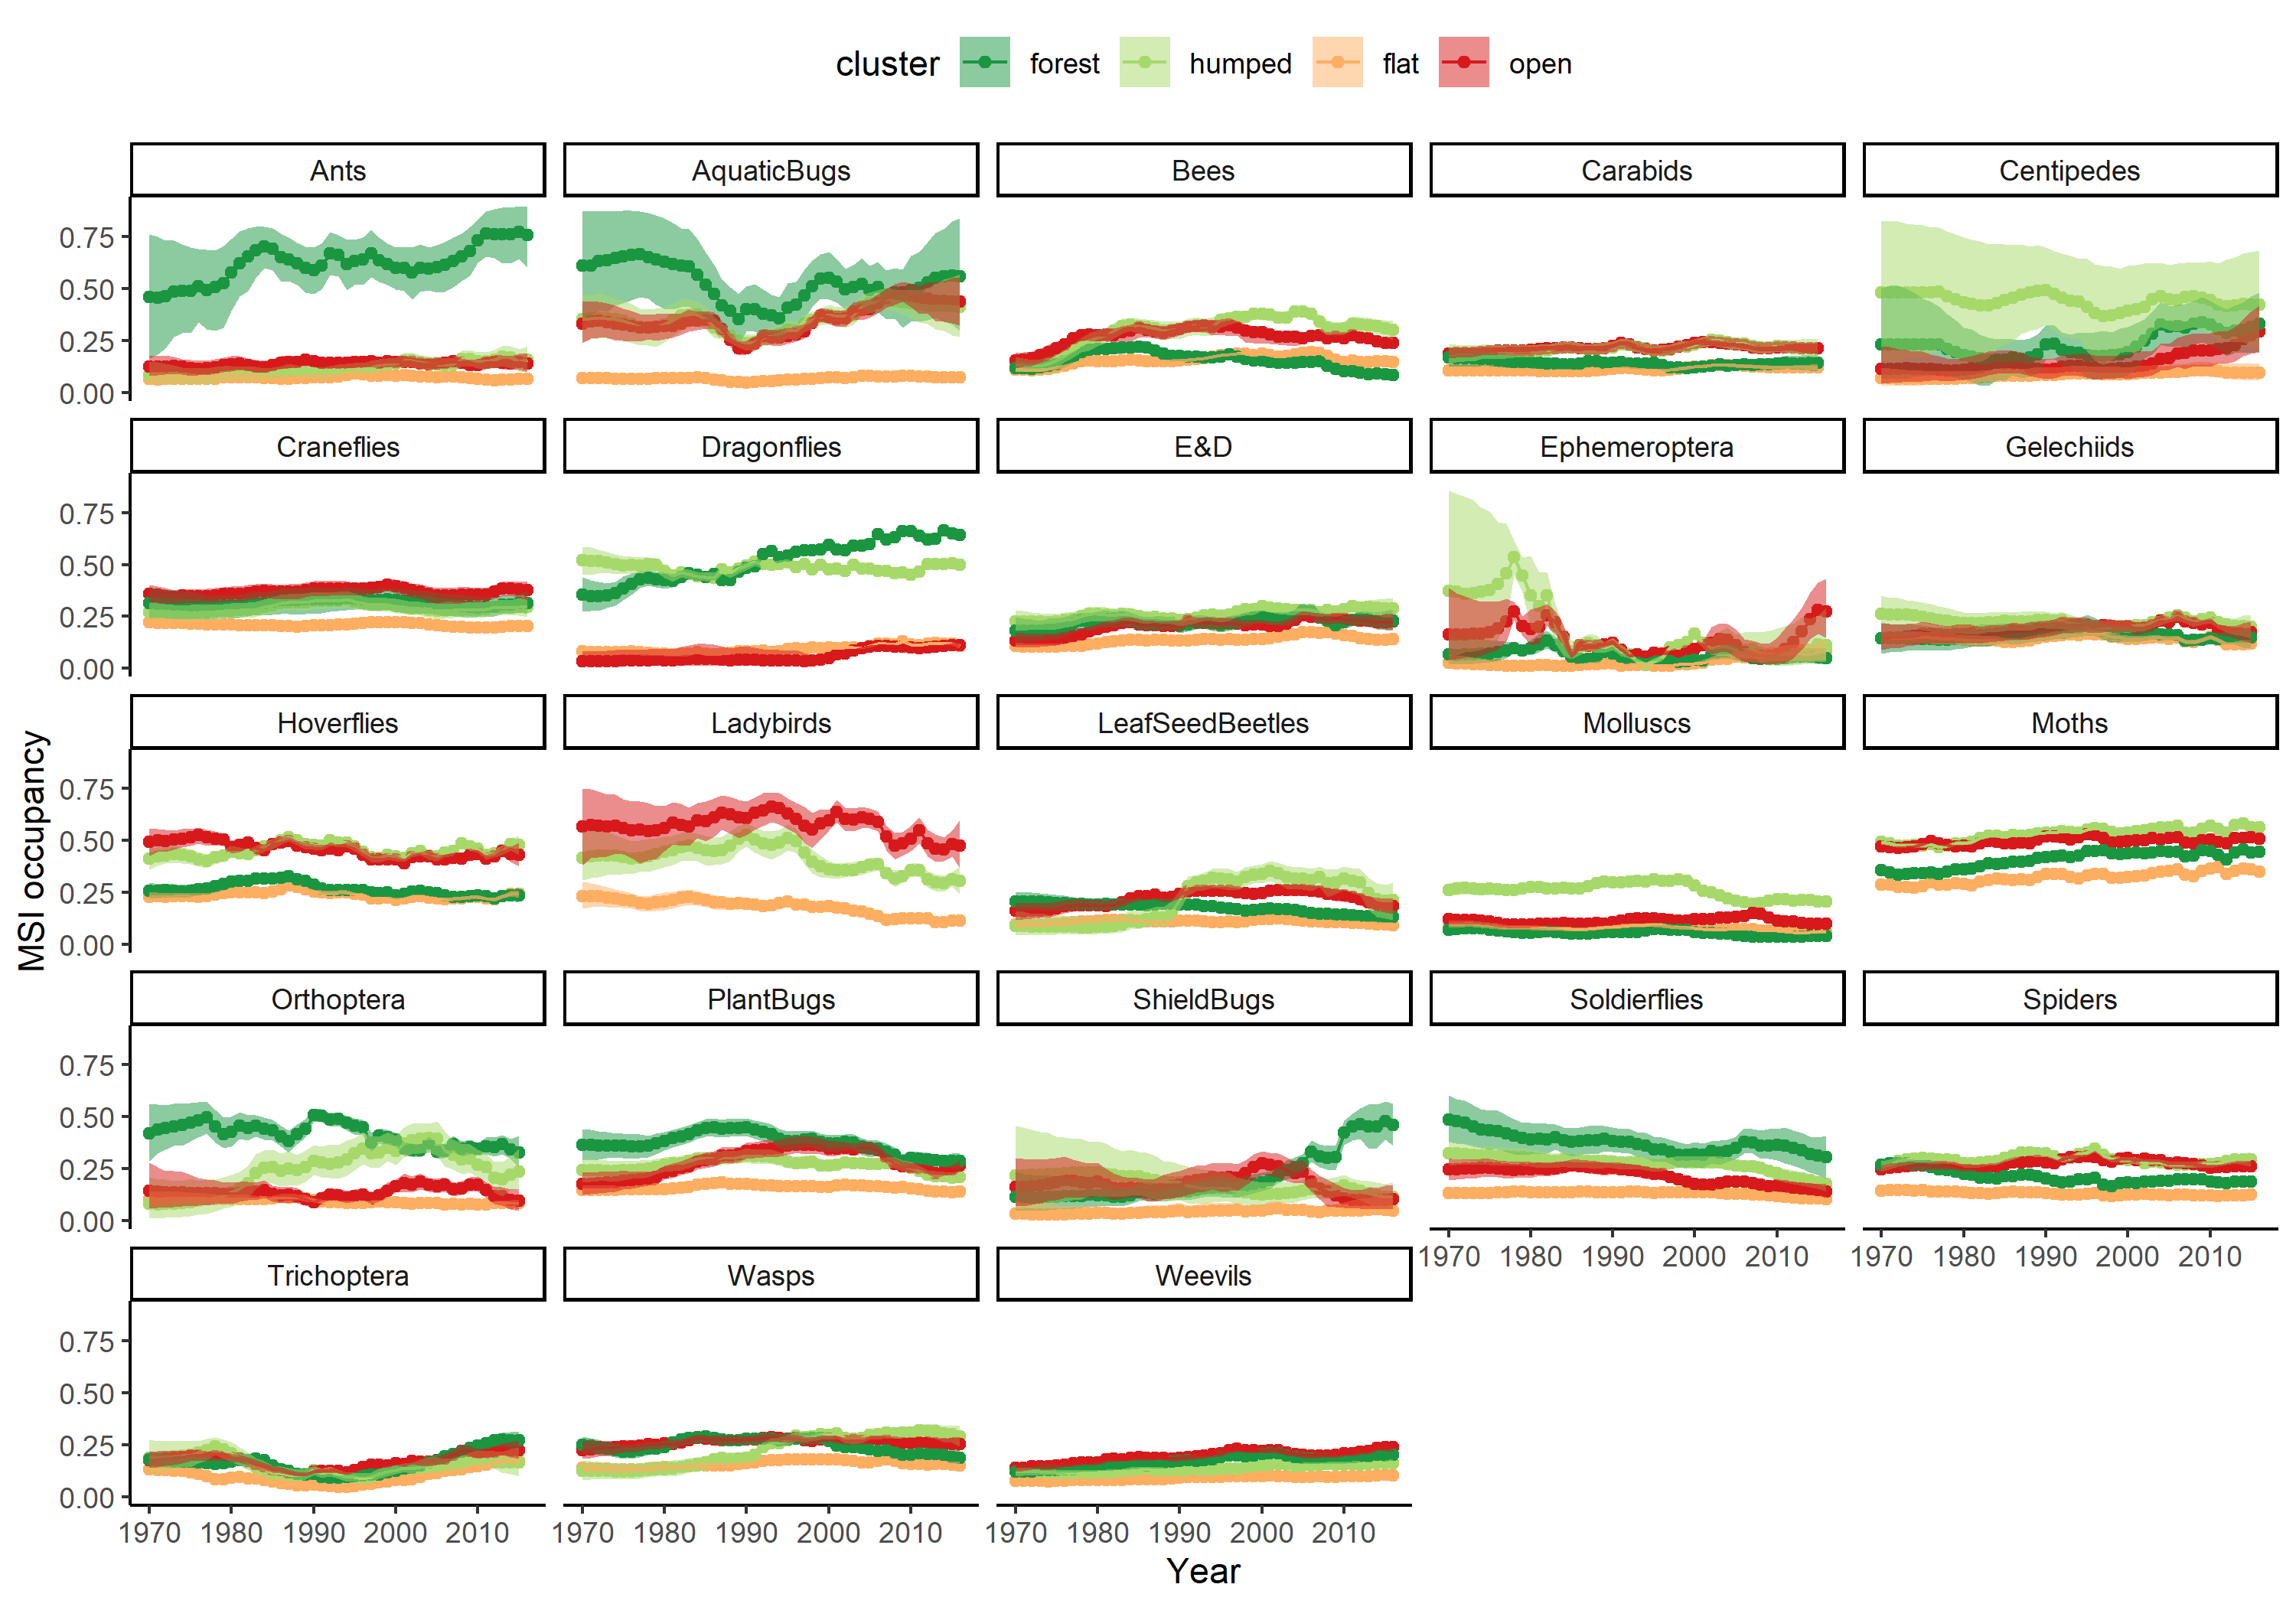 cluster forest humped flat open
Ants AquaticBugs Bees Carabids Centipedes
0.75
0.50
0.25
0.00
Craneflies Dragonflies E&D Ephemeroptera Gelechiids
0.75
0.50
0.25
0.00
Hoverflies Ladybirds LeafSeedBeetles Molluscs Moths
MSI occupancy
0.75
0.50
0.25
0.00
Orthoptera PlantBugs ShieldBugs Soldierflies Spiders
0.75
0.50
0.25
0.00
1970 1980 1990 2000 2010 1970 1980 1990 2000 2010
Trichoptera Wasps Weevils
0.75
0.50
0.25
0.00
1970 1980 1990 2000 2010 1970 1980 1990 2000 2010 1970 1980 1990 2000 2010
Year